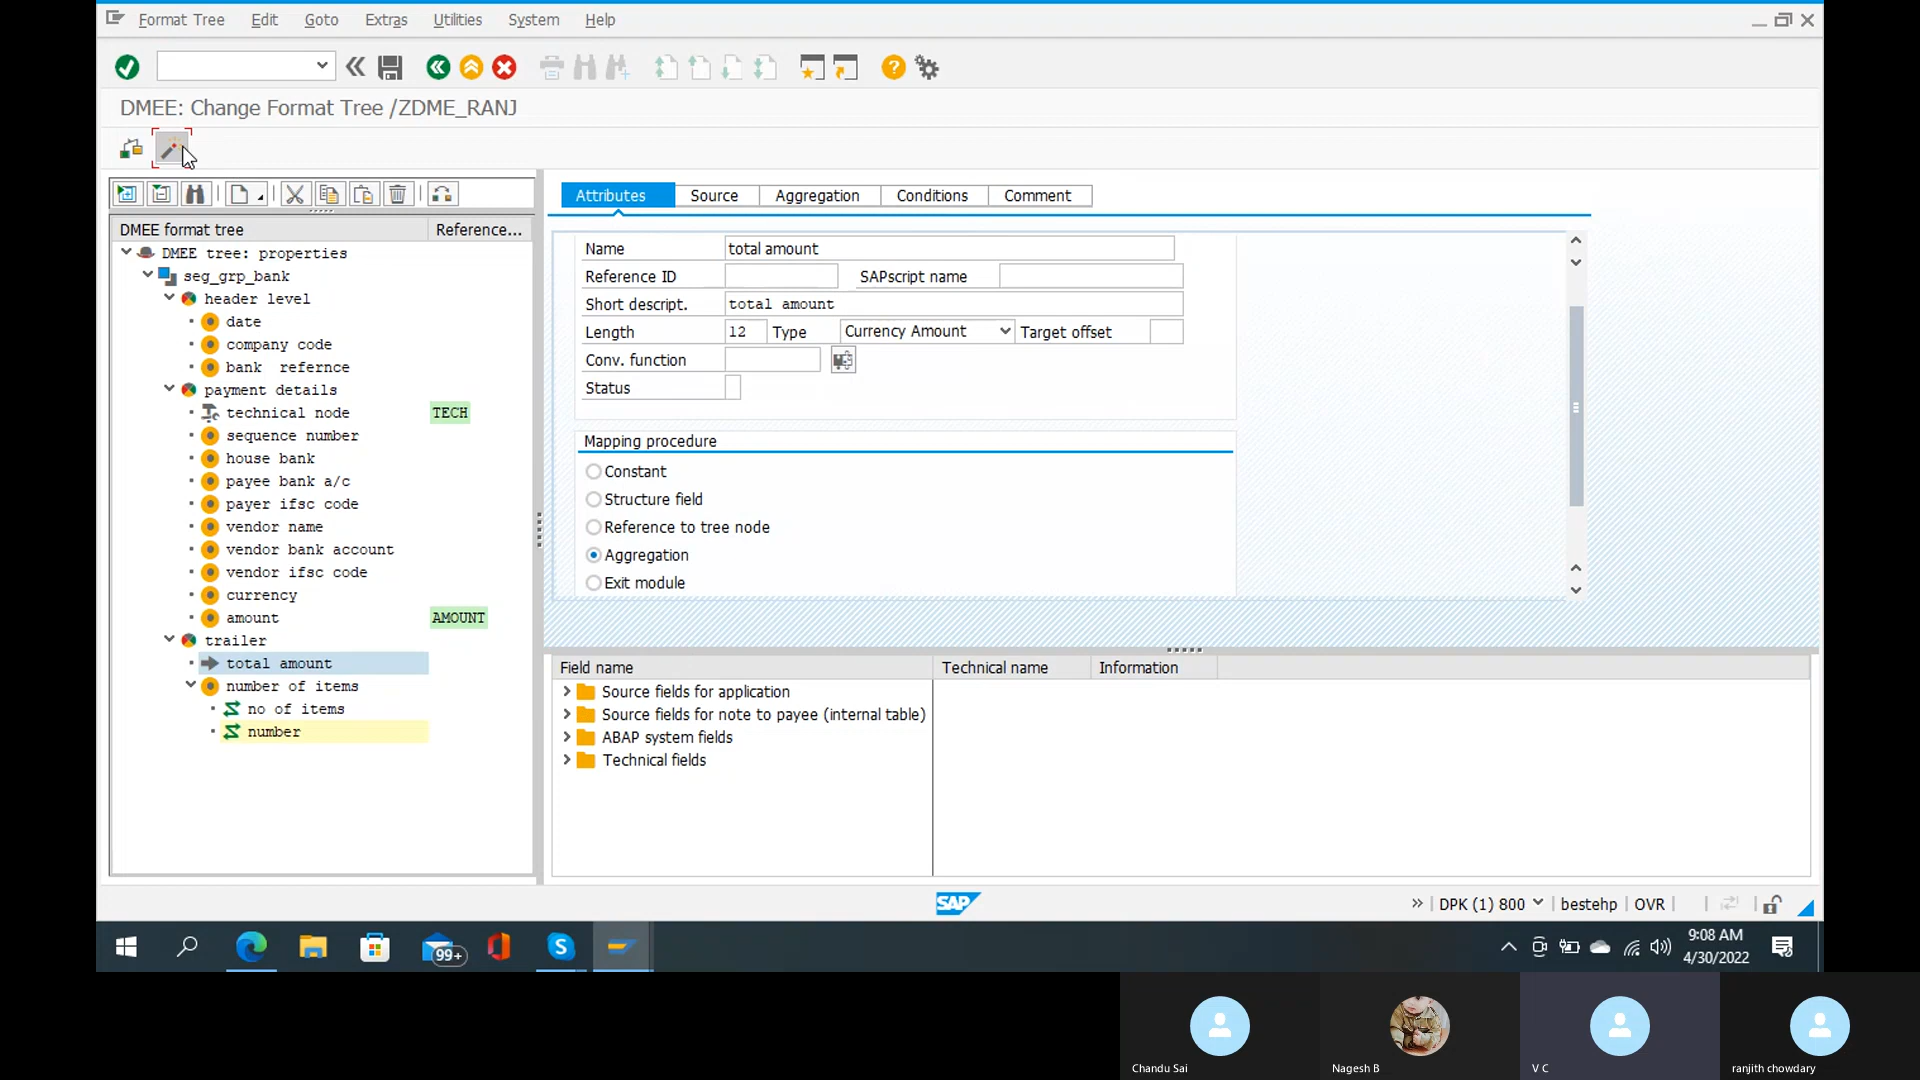 Format Tree Edit Goto Extras Utilities System Help
DMEE: Change Format Tree /ZDME_RANJ
DMEE format tree Reference...
DMEE tree: properties
seg_grp_bank
header level
date
company code
bank refernce
payment details
technical node TECH
sequence number
house bank
payee bank a/c
payer ifsc code
vendor name
vendor bank account
vendor ifsc code
currency
amount AMOUNT
trailer
total amount
number of items
no of items
number
Attributes Source Aggregation Conditions Comment
Name total amount
Reference ID SAPscript name
Short descript. total amount
Length 12 Type Currency Amount Target offset
Conv. function
Status
Mapping procedure
Constant
Structure field
Reference to tree node
Aggregation
Exit module
Field name Technical name Information
Source fields for application
Source fields for note to payee (internal table)
ABAP system fields
Technical fields
SAP DPK (1) 800 bestehp OVR
99+
9:08 AM
4/30/2022
Chandu Sai Nagesh B V C ranjith chowdary